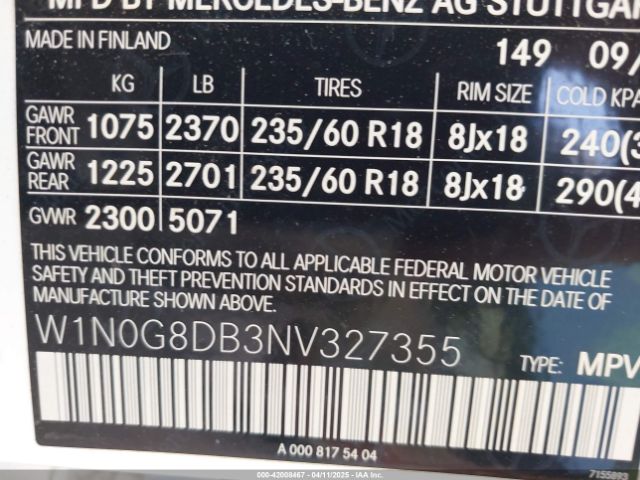 MFD BY MERCEDES-BENZ AG STUTTGAR
MADE IN FINLAND 149 09/
KG LB TIRES RIM SIZE COLD KPA
GAWR FRONT 1075 2370 235/60 R18 8Jx18 240(3
GAWR REAR 1225 2701 235/60 R18 8Jx18 290(4
GVWR 2300 5071
THIS VEHICLE CONFORMS TO ALL APPLICABLE FEDERAL MOTOR VEHICLE
SAFETY AND THEFT PREVENTION STANDARDS IN EFFECT ON THE DATE OF
MANUFACTURE SHOWN ABOVE.
W1N0G8DB3NV327355
TYPE: MPV
A 000 817 54 04
7155893
000-42008467 - 04/11/2025 - IAA, Inc.